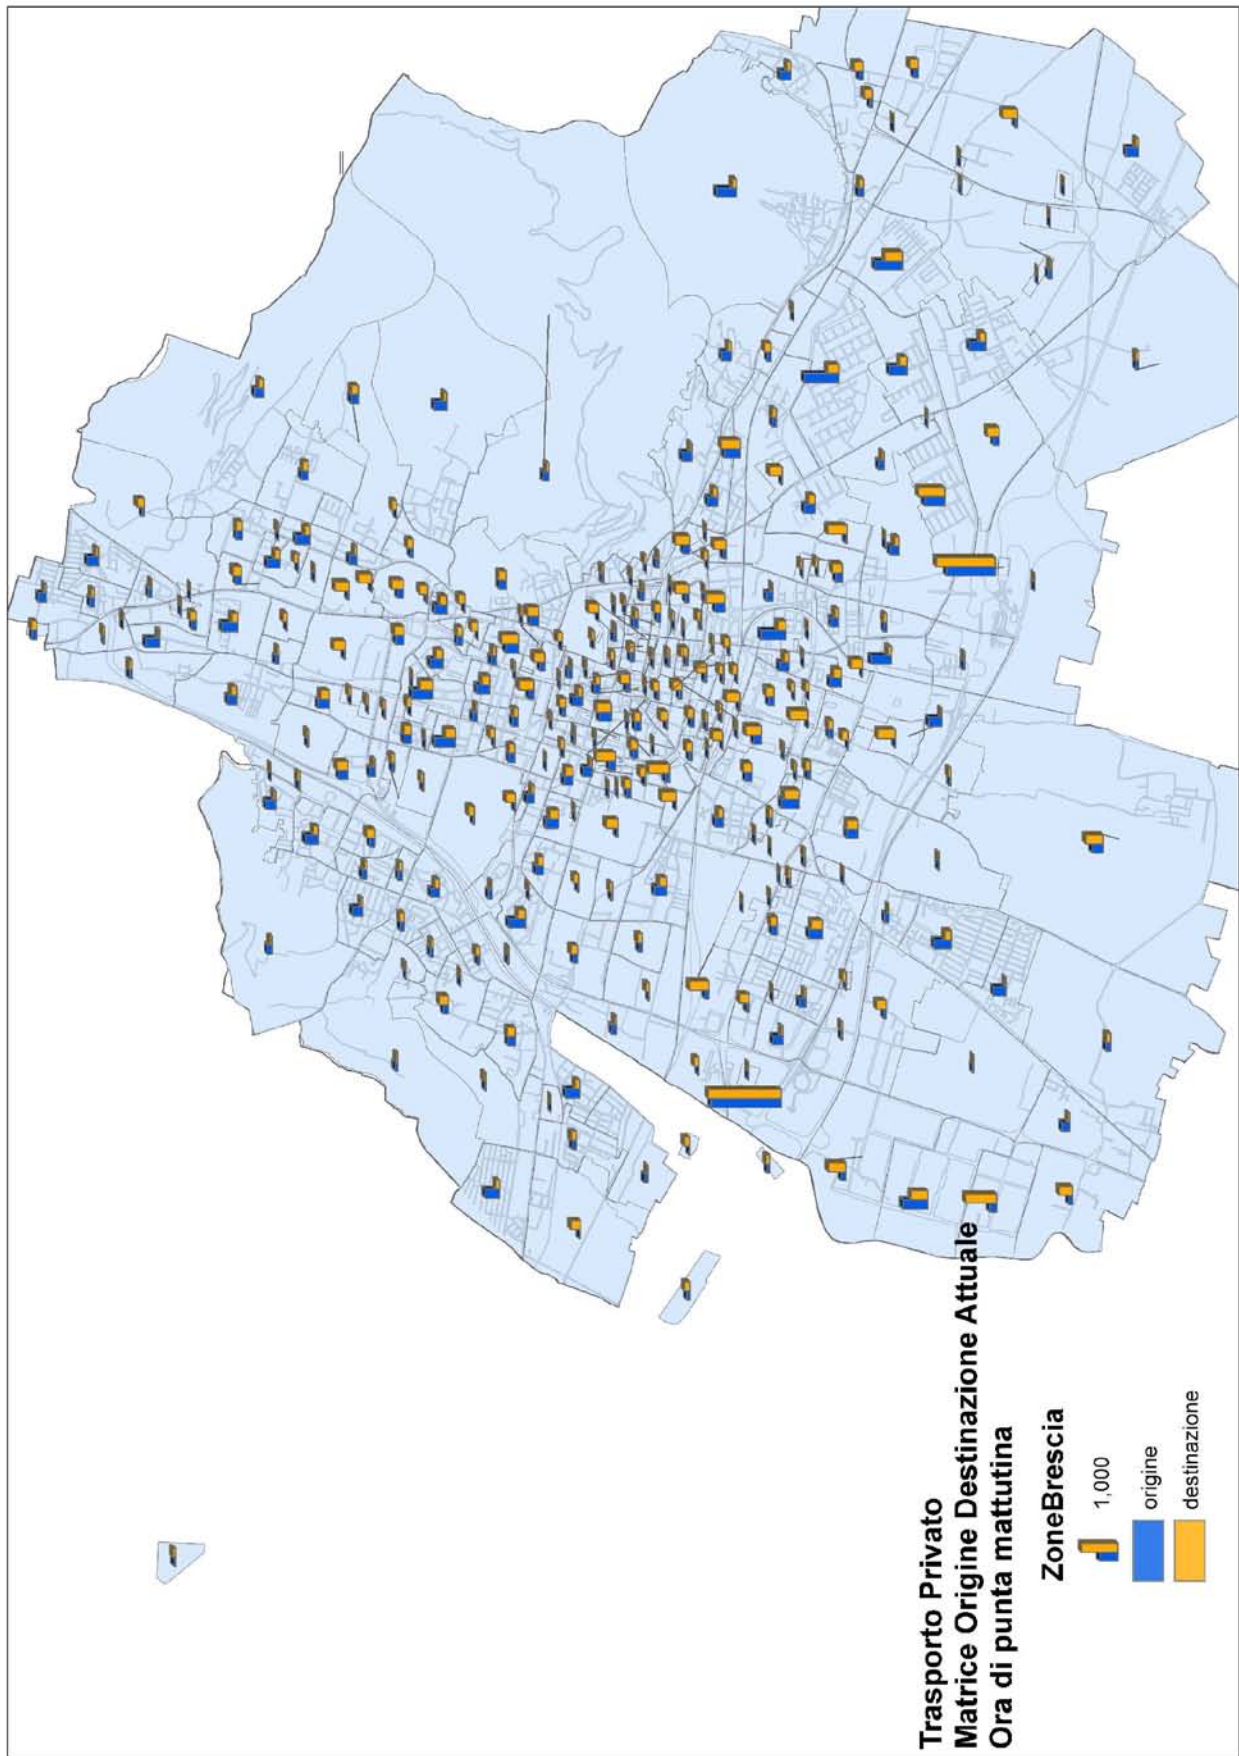 Trasporto Privato
Matrice Origine Destinazione Attuale
Ora di punta mattutina
ZoneBrescia
1,000
origine
destinazione